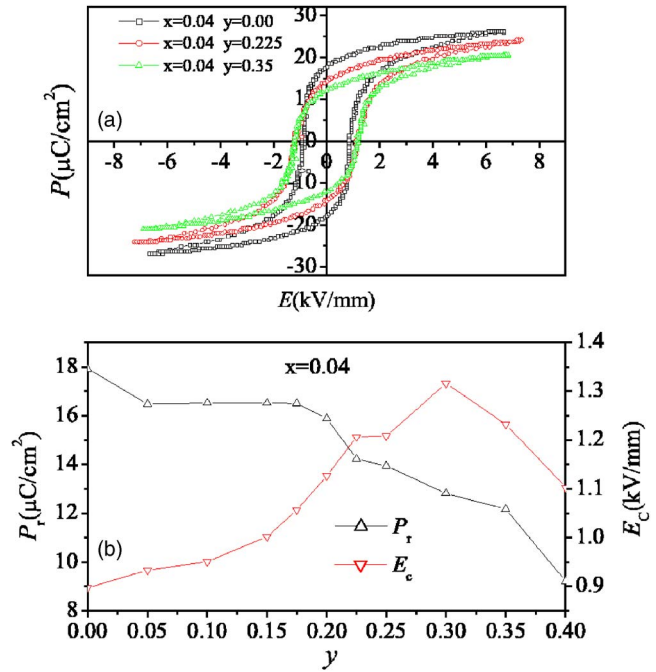 30
x=0.04 y=0.00
x=0.04 y=0.225
x=0.04 y=0.35
20
10
P(μC/cm²)
(a)
0
-8 -6 -4 -2 0 2 4 6 8
-10
-20
-30
E(kV/mm)
x=0.04
18
16
14
12
10
8
Pr(μC/cm²)
(b)
Pr
Ec
1.4
1.3
1.2
1.1
1.0
0.9
EC(kV/mm)
0.00 0.05 0.10 0.15 0.20 0.25 0.30 0.35 0.40
y